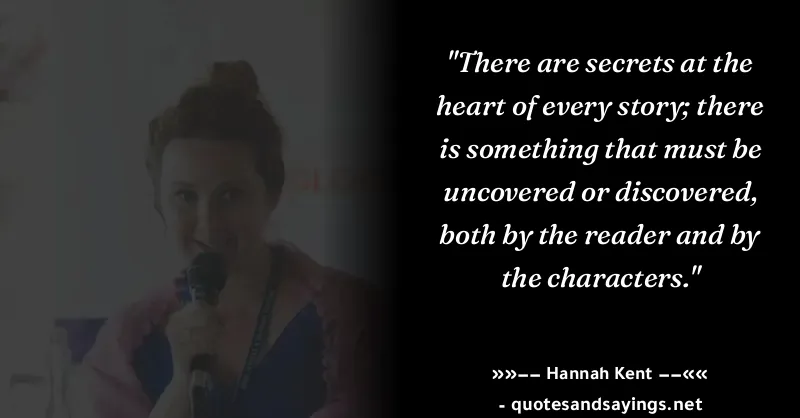 "There are secrets at the
heart of every story; there
is something that must be
uncovered or discovered,
both by the reader and by
the characters."
»»−− Hannah Kent −−««
- quotesandsayings.net